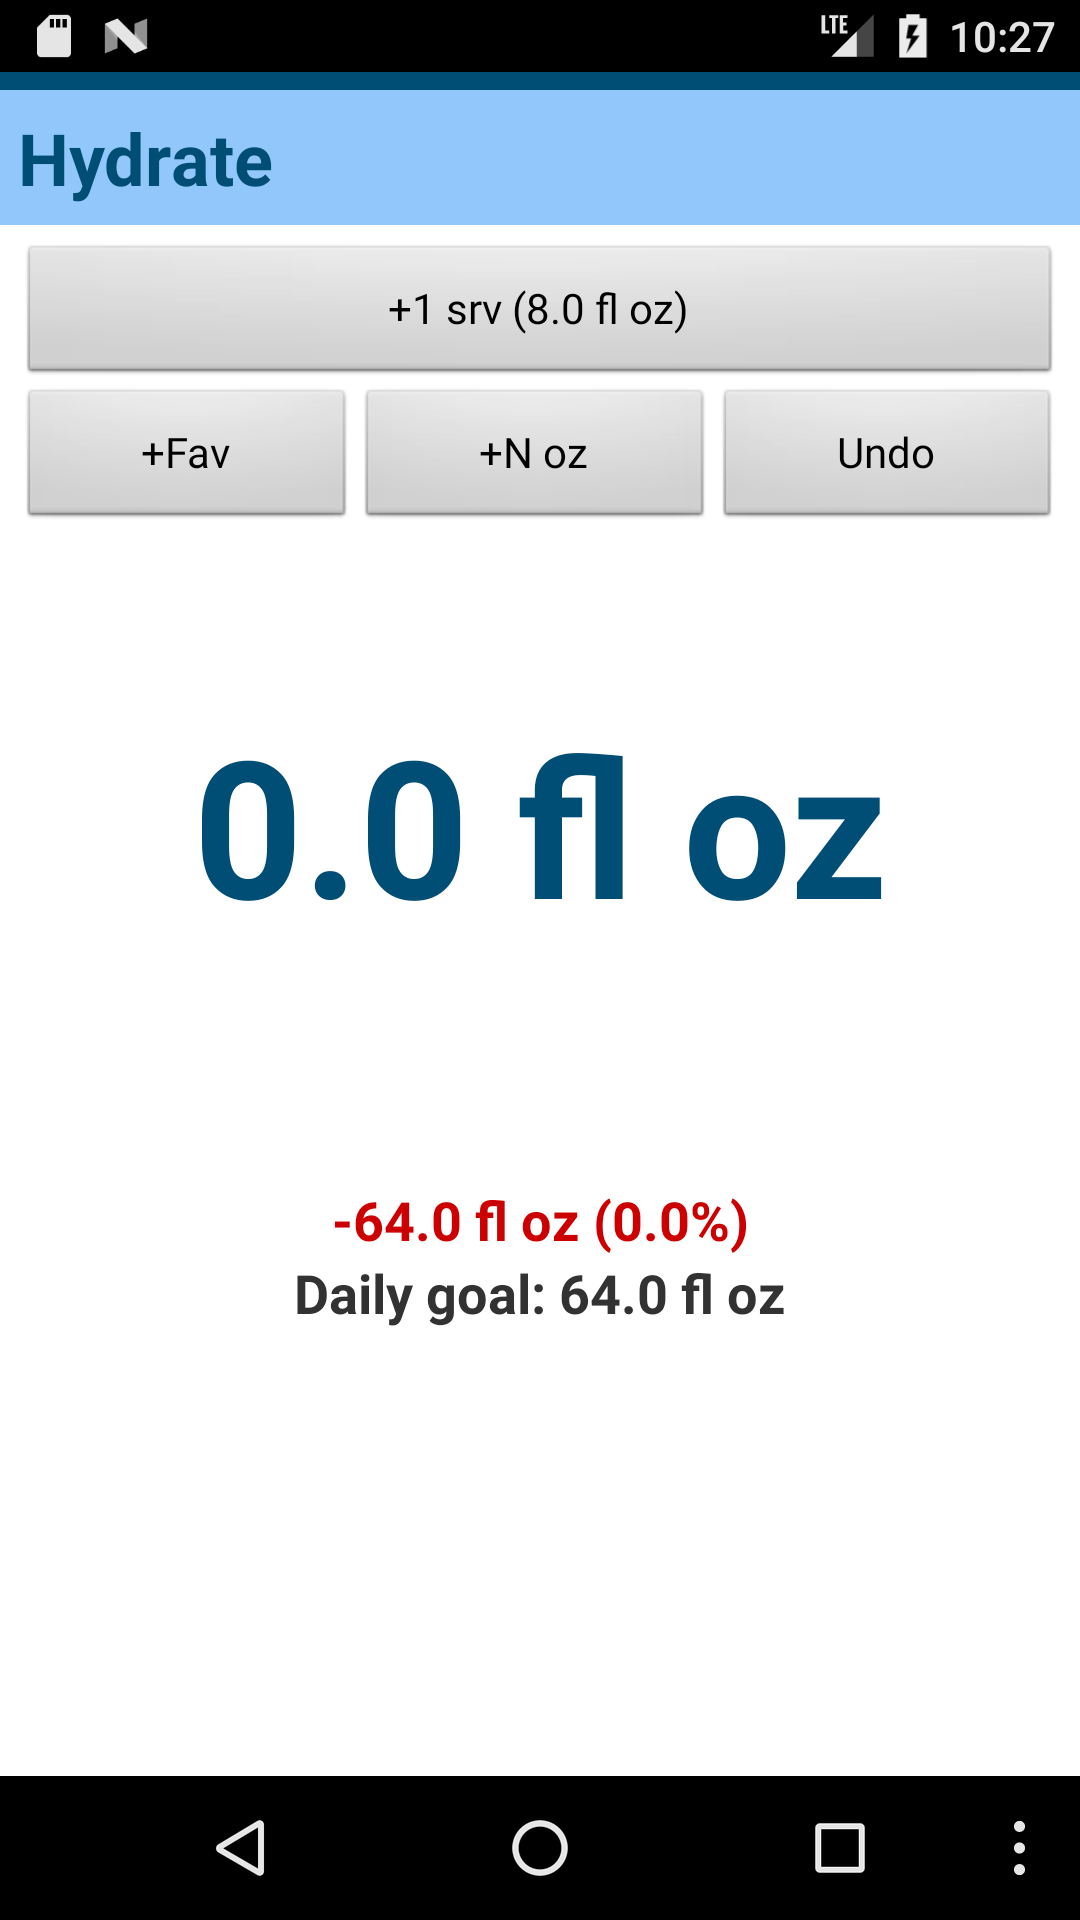 LTE 10:27
Hydrate
+1 srv (8.0 fl oz)
+Fav +N oz Undo
0.0 fl oz
-64.0 fl oz (0.0%)
Daily goal: 64.0 fl oz